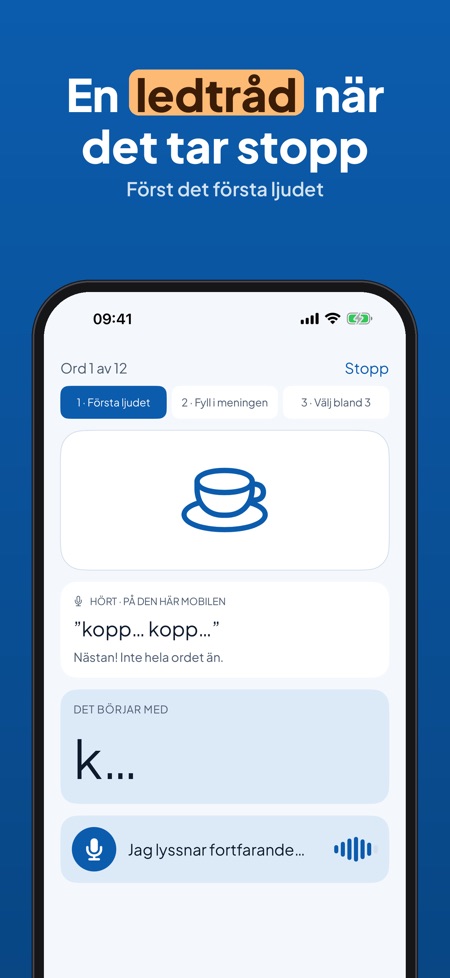 En ledtråd när
det tar stopp
Först det första ljudet
09:41
Ord 1 av 12
Stopp
1 · Första ljudet
2 · Fyll i meningen
3 · Välj bland 3
HÖRT · PÅ DEN HÄR MOBILEN
”kopp... kopp...”
Nästan! Inte hela ordet än.
DET BÖRJAR MED
k...
Jag lyssnar fortfarande...